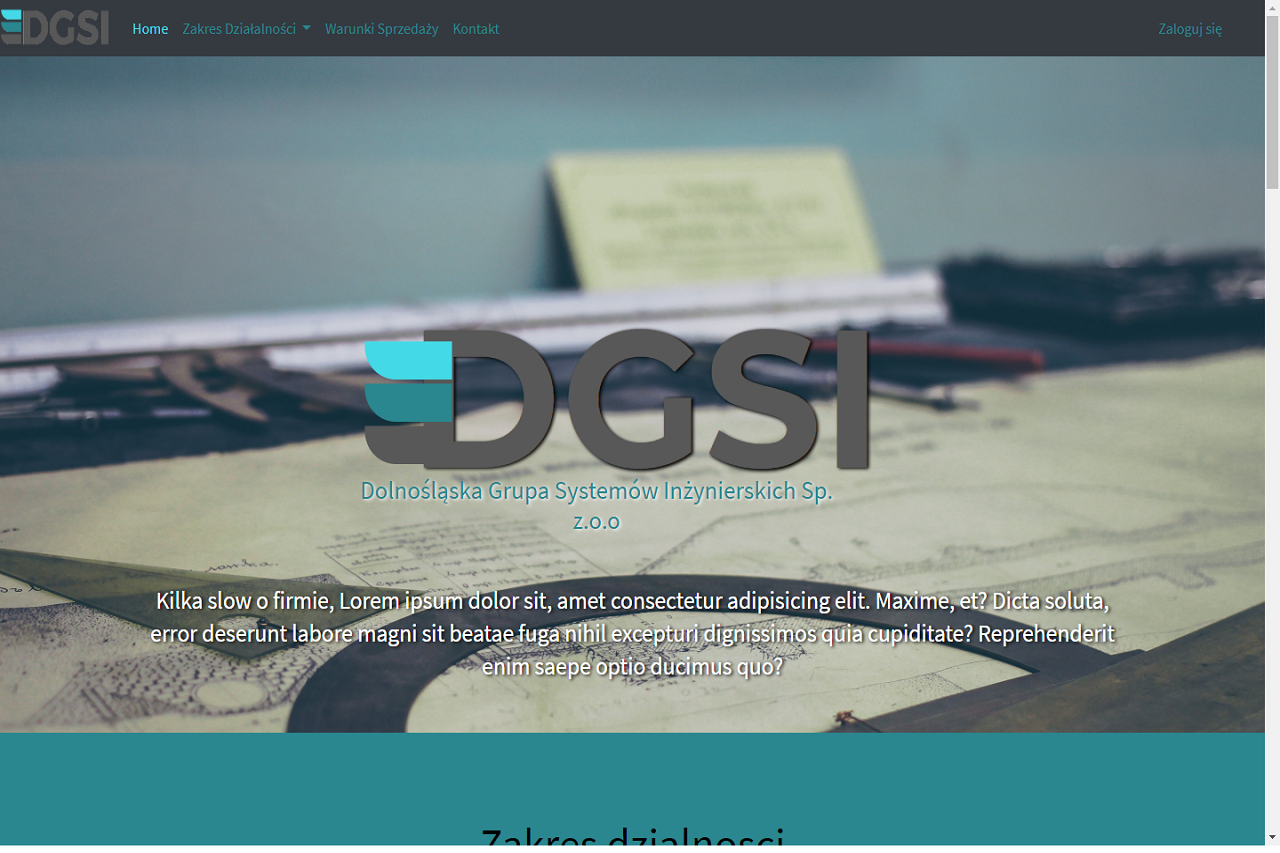 DGSI Home Zakres Działalności Warunki Sprzedaży Kontakt Zaloguj się
DGSI
Dolnośląska Grupa Systemów Inżynierskich Sp.
z.o.o
Kilka slow o firmie, Lorem ipsum dolor sit, amet consectetur adipisicing elit. Maxime, et? Dicta soluta,
error deserunt labore magni sit beatae fuga nihil excepturi dignissimos quia cupiditate? Reprehenderit
enim saepe optio ducimus quo?
Zakres dzialnosci